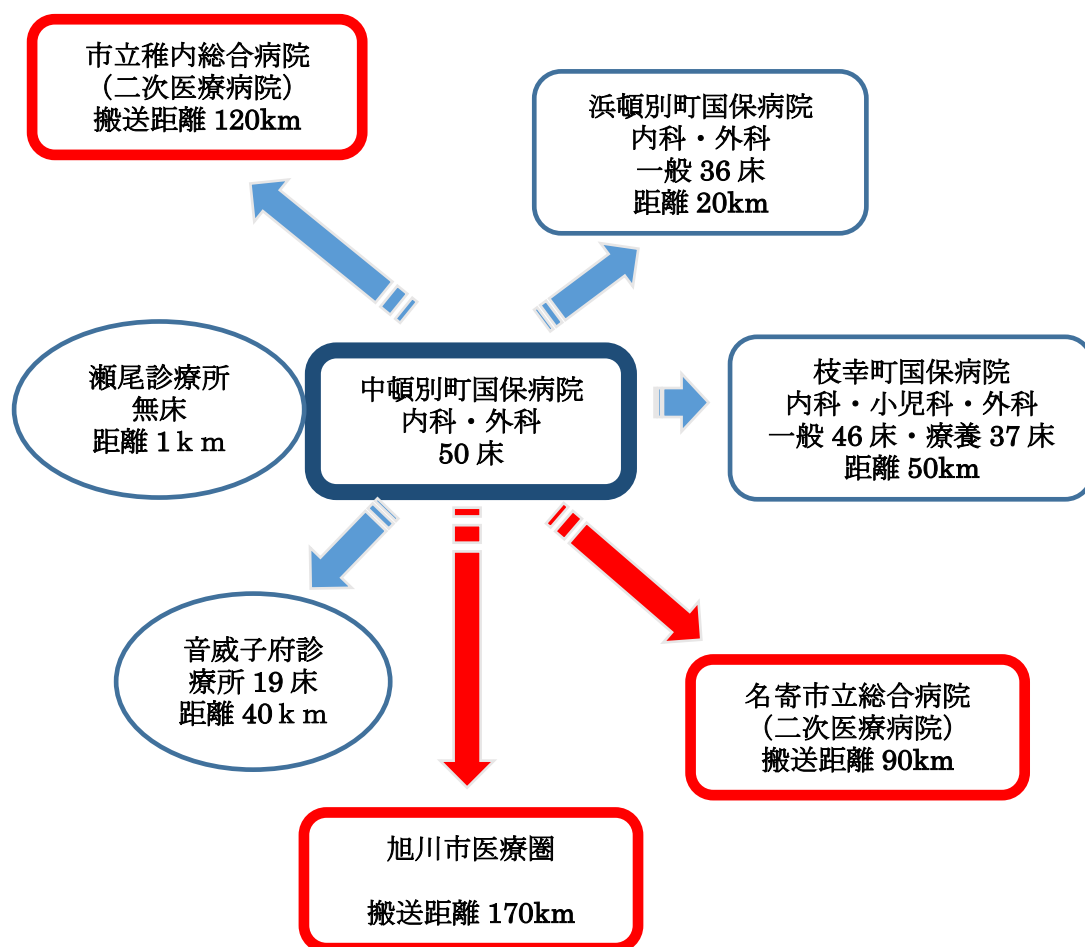 市立稚内総合病院
（二次医療病院）
搬送距離 120km
浜頓別町国保病院
内科・外科
一般 36 床
距離 20km
瀬尾診療所
無床
距離 1ｋｍ
中頓別町国保病院
内科・外科
50 床
枝幸町国保病院
内科・小児科・外科
一般 46 床・療養 37 床
距離 50km
音威子府診
療所 19 床
距離 40ｋｍ
名寄市立総合病院
（二次医療病院）
搬送距離 90km
旭川市医療圏
搬送距離 170km